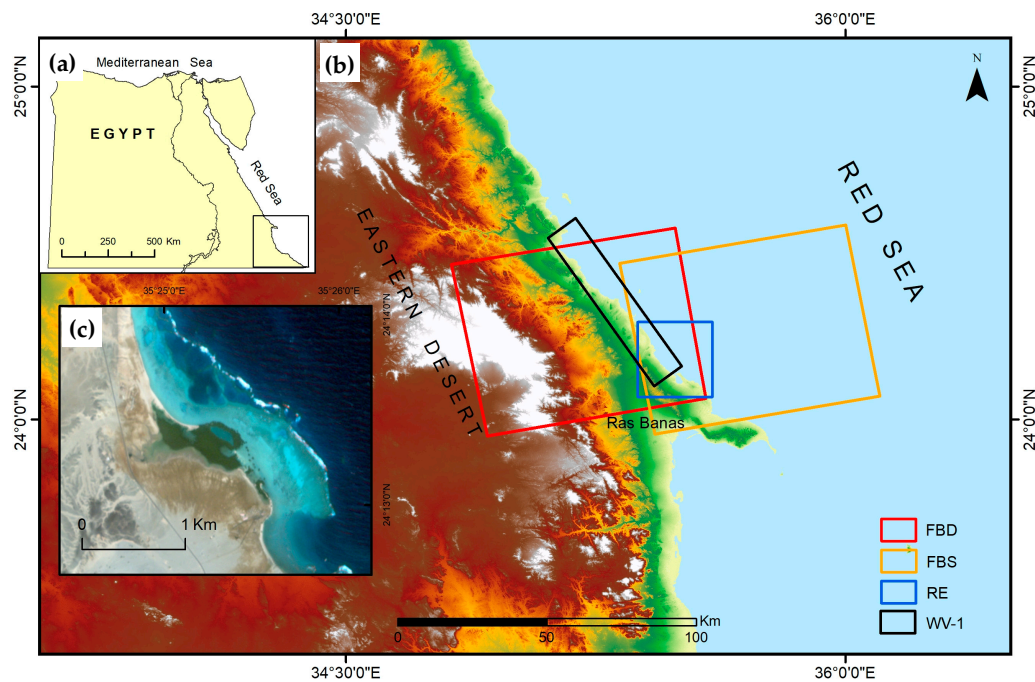 34°30'0"E
36°0'0"E
(a)
Mediterranean Sea
EGYPT
Red Sea
0 250 500 Km
(b)
N
25°0'0"N
25°0'0"N
RED SEA
EASTERN DESERT
35°25'0"E
35°26'0"E
(c)
24°14'0"N
24°13'0"N
0 1 Km
24°0'0"N
24°0'0"N
Ras Banas
FBD
FBS
RE
WV-1
Km
0 50 100
34°30'0"E
36°0'0"E